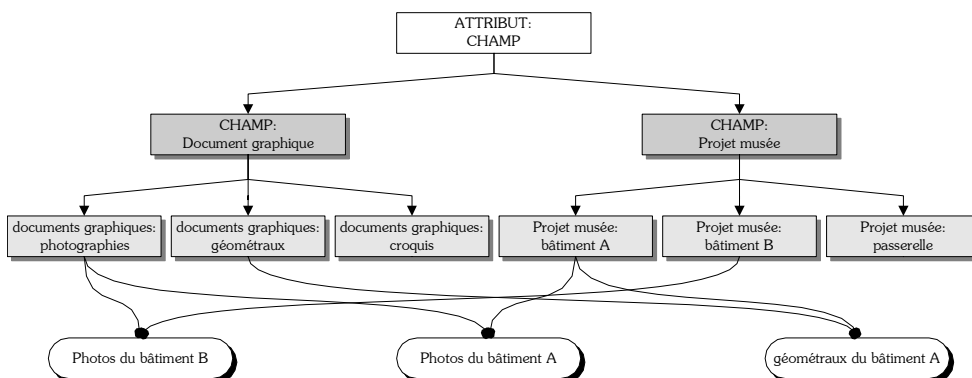 ATTRIBUT:
CHAMP
CHAMP:
Document graphique
CHAMP:
Projet musée
documents graphiques:
photographies
documents graphiques:
géométraux
documents graphiques:
croquis
Projet musée:
bâtiment A
Projet musée:
bâtiment B
Projet musée:
passerelle
Photos du bâtiment B
Photos du bâtiment A
géométraux du bâtiment A